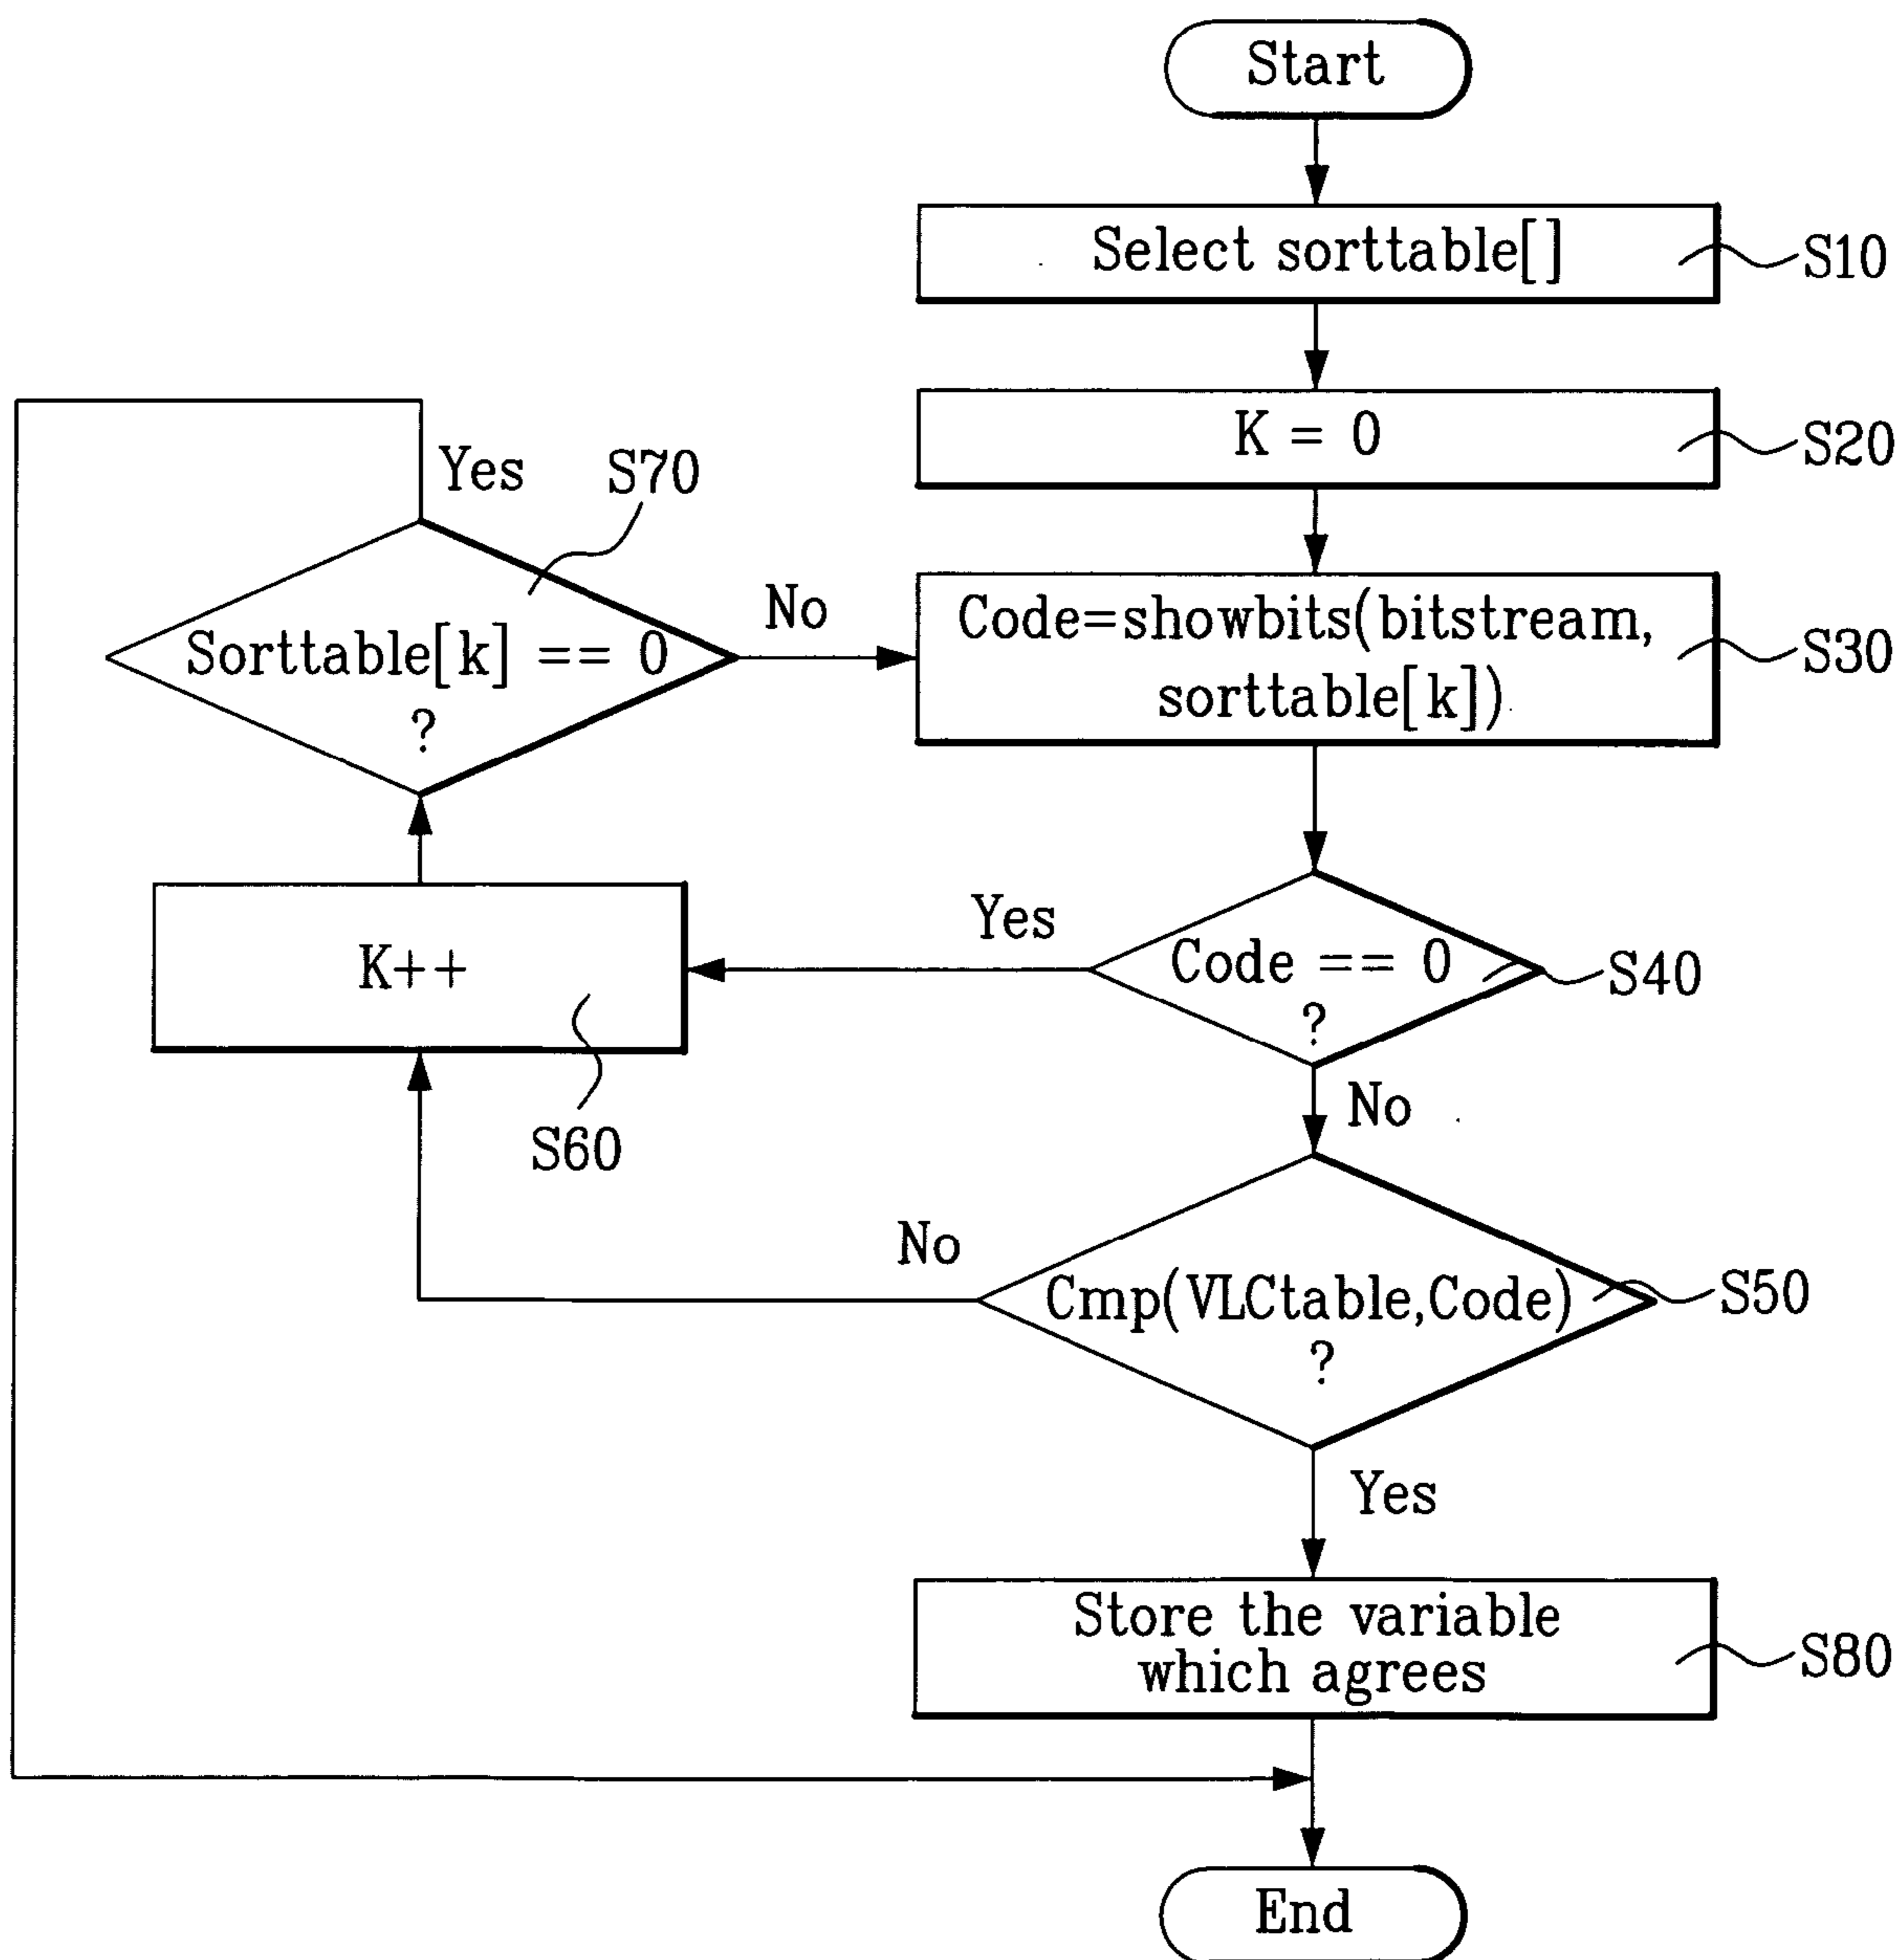 Start
Select sorttable[]
S10
K = 0
S20
Yes
S70
Sorttable[k] == 0
?
No
Code=showbits(bitstream,
sorttable[k])
S30
K++
S60
Yes
Code == 0
?
S40
No
No
Cmp(VLCtable,Code)
?
S50
Yes
Store the variable
which agrees
S80
End